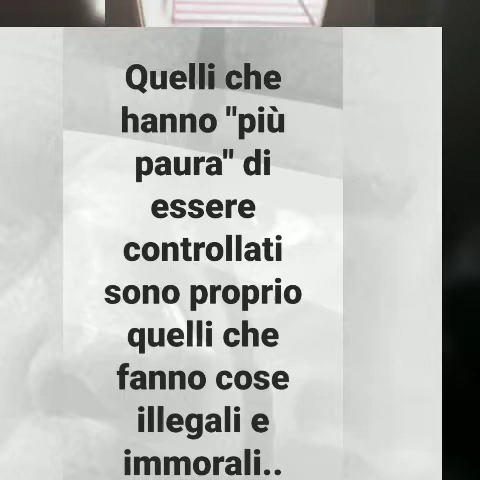 Quelli che
hanno "più
paura" di
essere
controllati
sono proprio
quelli che
fanno cose
illegali e
immorali..